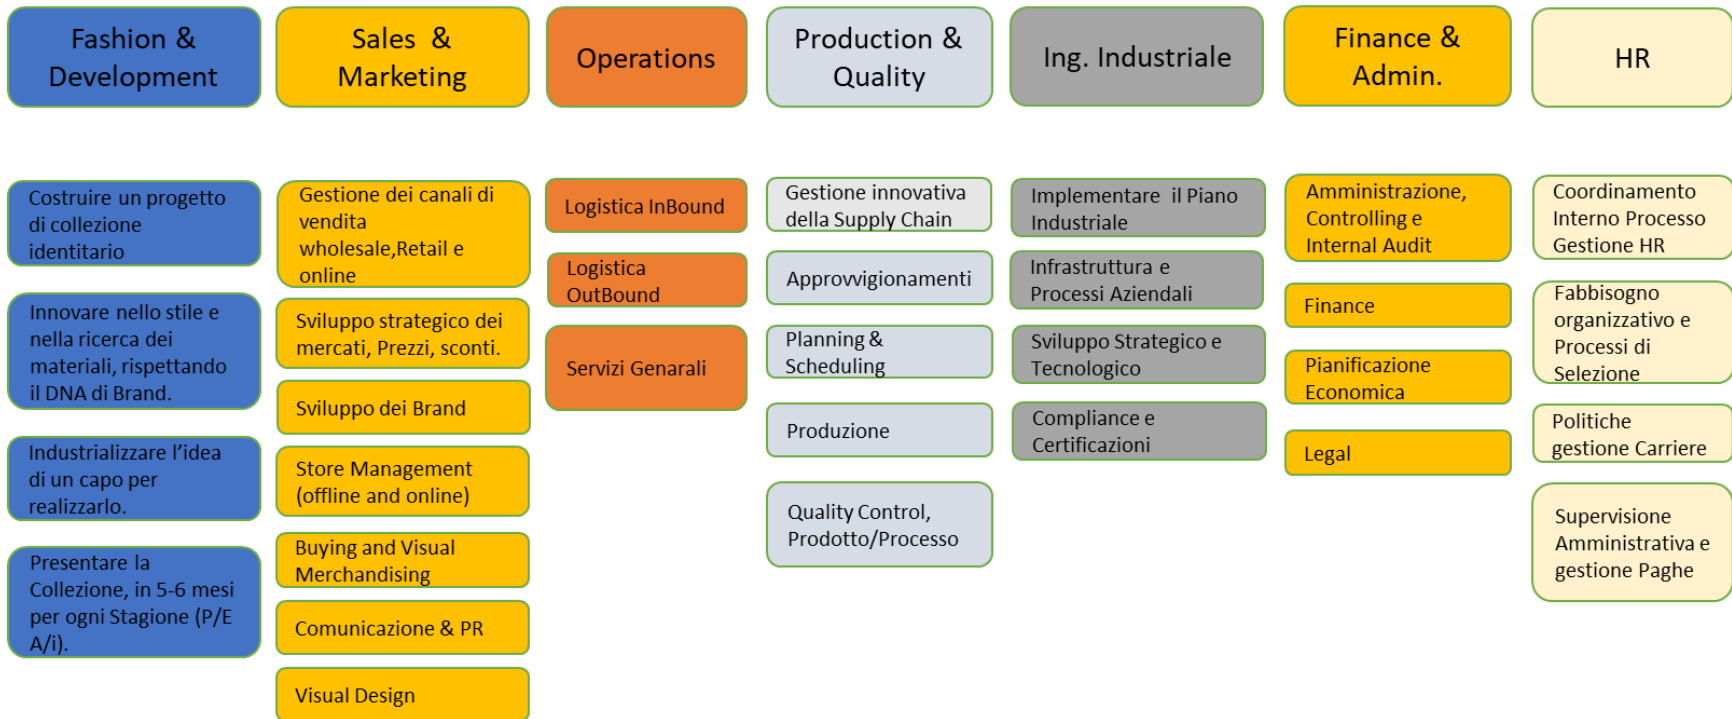 Fashion &
Development
Sales & 
Marketing
Operations
Production &
Quality
Ing. Industriale
Finance &
Admin.
HR
Costruire un progetto
di collezione
identitario
Innovare nello stile e
nella ricerca dei
materiali, rispettando
il DNA di Brand.
Industrializzare l’idea
di un capo per
realizzarlo.
Presentare la
Collezione, in 5-6 mesi
per ogni Stagione (P/E
A/i).
Gestione dei canali di
vendita
wholesale,Retail e
online
Sviluppo strategico dei
mercati, Prezzi, sconti.
Sviluppo dei Brand
Store Management
(offline and online)
Buying and Visual
Merchandising
Comunicazione & PR
Visual Design
Logistica InBound
Logistica
OutBound
Servizi Genarali
Gestione innovativa
della Supply Chain
Approvvigionamenti
Planning &
Scheduling
Produzione
Quality Control,
Prodotto/Processo
Implementare il Piano
Industriale
Infrastruttura e
Processi Aziendali
Sviluppo Strategico e
Tecnologico
Compliance e
Certificazioni
Amministrazione,
Controlling e
Internal Audit
Finance
Pianificazione
Economica
Legal
Coordinamento
Interno Processo
Gestione HR
Fabbisogno
organizzativo e
Processi di
Selezione
Politiche
gestione Carriere
Supervisione
Amministrativa e
gestione Paghe